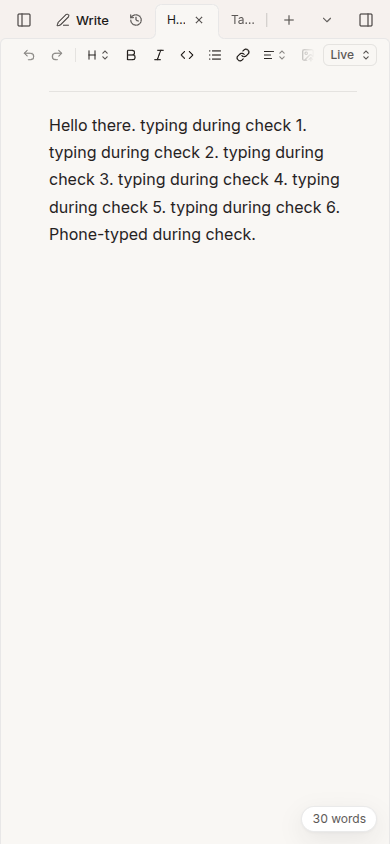 Write
H...
Ta...
H
B
I
Live
Hello there. typing during check 1.
typing during check 2. typing during
check 3. typing during check 4. typing
during check 5. typing during check 6.
Phone-typed during check.
30 words